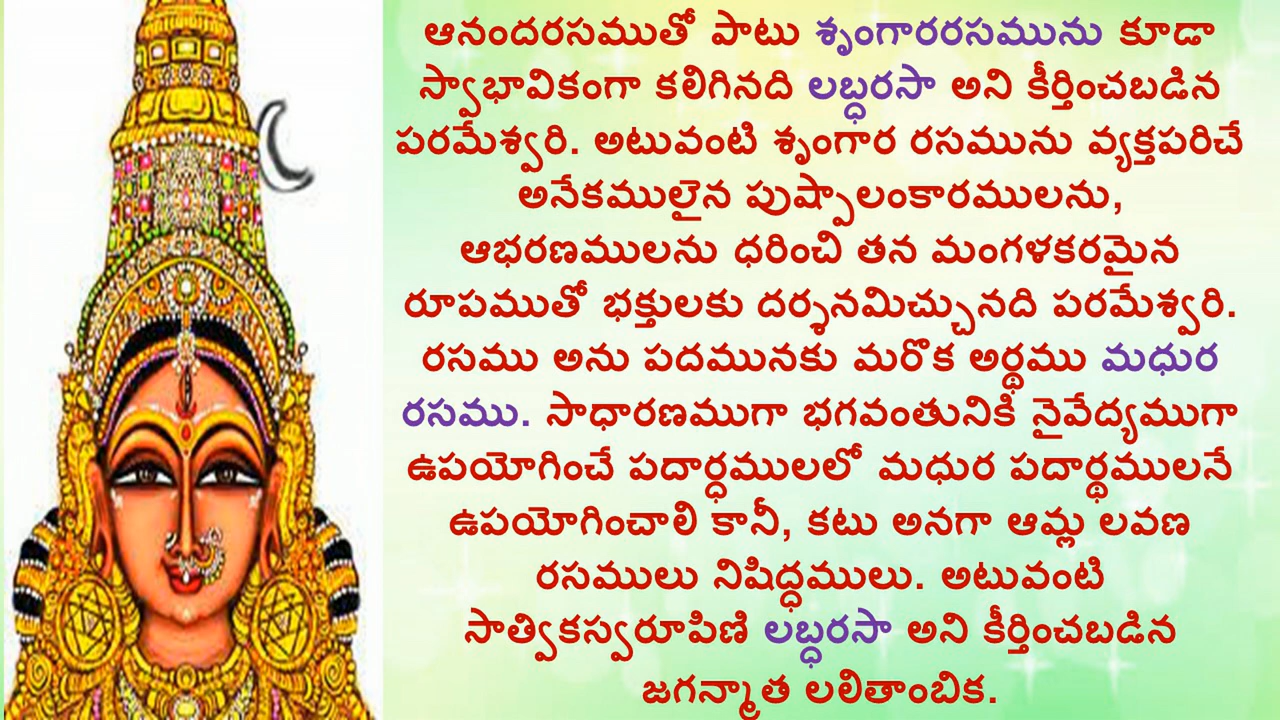 ఆనందరసముతో పాటు శృంగారరసమును కూడా
స్వాభావికంగా కలిగినది లబ్ధరసా అని కీర్తించబడిన
పరమేశ్వరి. అటువంటి శృంగార రసమును వ్యక్తపరిచే
అనేకములైన పుష్పాలంకారములను,
ఆభరణములను ధరించి తన మంగళకరమైన
రూపముతో భక్తులకు దర్శనమిచ్చునది పరమేశ్వరి.
రసము అను పదమునకు మరొక అర్థము మధుర
రసము. సాధారణముగా భగవంతునికి నైవేద్యముగా
ఉపయోగించే పదార్ధములలో మధుర పదార్థములనే
ఉపయోగించాలి కానీ, కటు అనగా ఆమ్ల లవణ
రసములు నిషిద్ధములు. అటువంటి
సాత్వికస్వరూపిణి లబ్ధరసా అని కీర్తించబడిన
జగన్మాత లలితాంబిక.